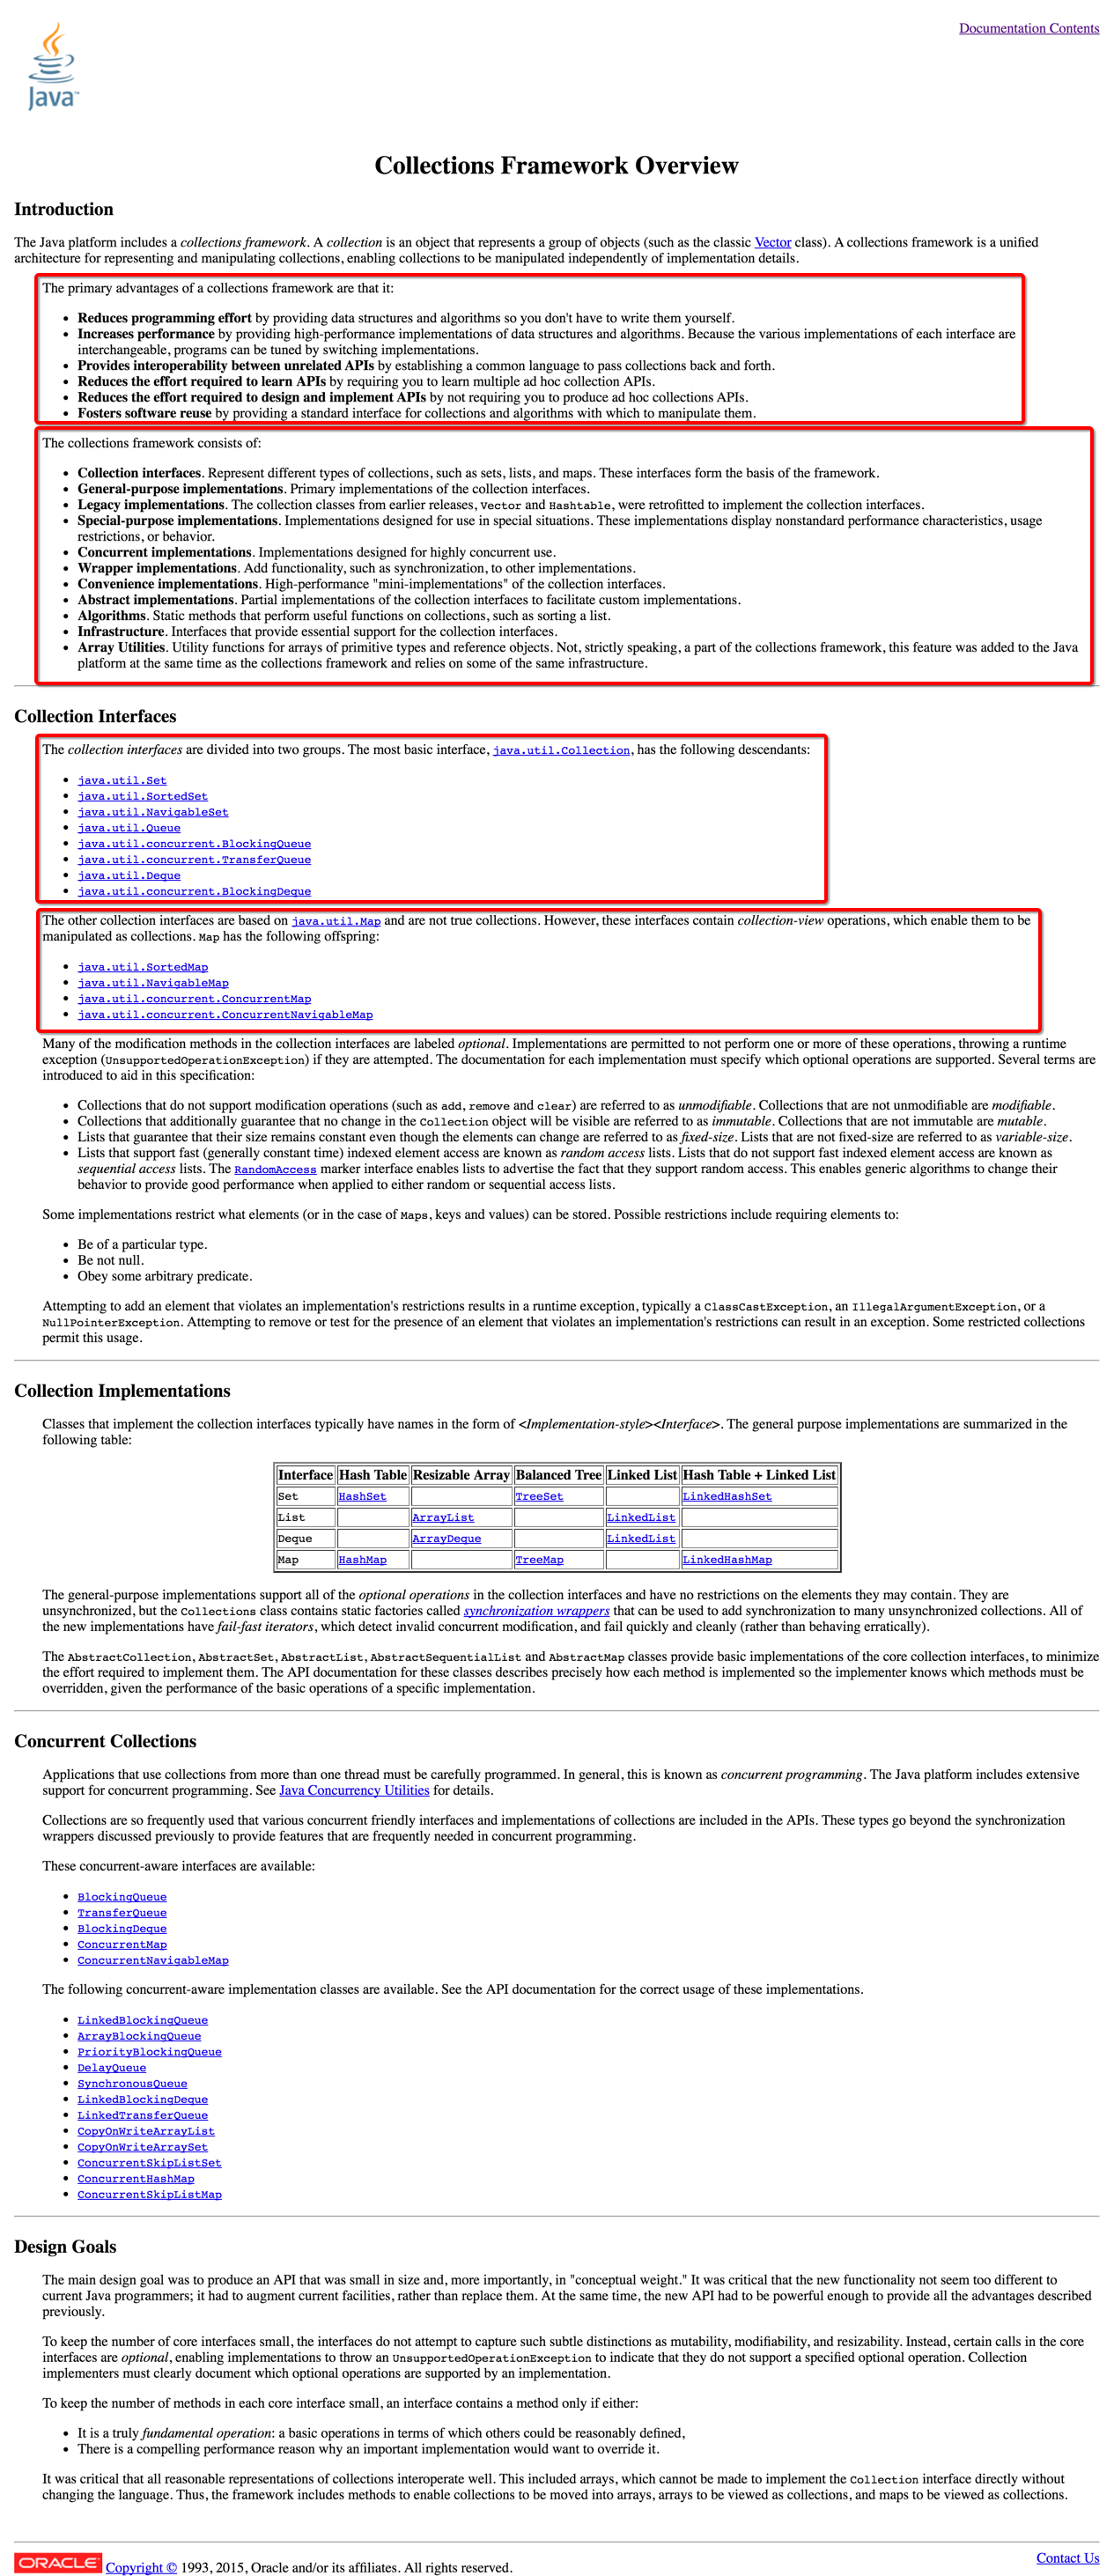 Documentation Contents
Java™
Collections Framework Overview
Introduction
The Java platform includes a collections framework. A collection is an object that represents a group of objects (such as the classic Vector class). A collections framework is a unified
architecture for representing and manipulating collections, enabling collections to be manipulated independently of implementation details.
The primary advantages of a collections framework are that it:
• Reduces programming effort by providing data structures and algorithms so you don't have to write them yourself.
• Increases performance by providing high-performance implementations of data structures and algorithms. Because the various implementations of each interface are
interchangeable, programs can be tuned by switching implementations.
• Provides interoperability between unrelated APIs by establishing a common language to pass collections back and forth.
• Reduces the effort required to learn APIs by requiring you to learn multiple ad hoc collection APIs.
• Reduces the effort required to design and implement APIs by not requiring you to produce ad hoc collections APIs.
• Fosters software reuse by providing a standard interface for collections and algorithms with which to manipulate them.
The collections framework consists of:
• Collection interfaces. Represent different types of collections, such as sets, lists, and maps. These interfaces form the basis of the framework.
• General-purpose implementations. Primary implementations of the collection interfaces.
• Legacy implementations. The collection classes from earlier releases, Vector and Hashtable, were retrofitted to implement the collection interfaces.
• Special-purpose implementations. Implementations designed for use in special situations. These implementations display nonstandard performance characteristics, usage
restrictions, or behavior.
• Concurrent implementations. Implementations designed for highly concurrent use.
• Wrapper implementations. Add functionality, such as synchronization, to other implementations.
• Convenience implementations. High-performance "mini-implementations" of the collection interfaces.
• Abstract implementations. Partial implementations of the collection interfaces to facilitate custom implementations.
• Algorithms. Static methods that perform useful functions on collections, such as sorting a list.
• Infrastructure. Interfaces that provide essential support for the collection interfaces.
• Array Utilities. Utility functions for arrays of primitive types and reference objects. Not, strictly speaking, a part of the collections framework, this feature was added to the Java
platform at the same time as the collections framework and relies on some of the same infrastructure.
Collection Interfaces
The collection interfaces are divided into two groups. The most basic interface, java.util.Collection, has the following descendants:
• java.util.Set
• java.util.SortedSet
• java.util.NavigableSet
• java.util.Queue
• java.util.concurrent.BlockingQueue
• java.util.concurrent.TransferQueue
• java.util.Deque
• java.util.concurrent.BlockingDeque
The other collection interfaces are based on java.util.Map and are not true collections. However, these interfaces contain collection-view operations, which enable them to be
manipulated as collections. Map has the following offspring:
• java.util.SortedMap
• java.util.NavigableMap
• java.util.concurrent.ConcurrentMap
• java.util.concurrent.ConcurrentNavigableMap
Many of the modification methods in the collection interfaces are labeled optional. Implementations are permitted to not perform one or more of these operations, throwing a runtime
exception (UnsupportedOperationException) if they are attempted. The documentation for each implementation must specify which optional operations are supported. Several terms are
introduced to aid in this specification:
• Collections that do not support modification operations (such as add, remove and clear) are referred to as unmodifiable. Collections that are not unmodifiable are modifiable.
• Collections that additionally guarantee that no change in the Collection object will be visible are referred to as immutable. Collections that are not immutable are mutable.
• Lists that guarantee that their size remains constant even though the elements can change are referred to as fixed-size. Lists that are not fixed-size are referred to as variable-size.
• Lists that support fast (generally constant time) indexed element access are known as random access lists. Lists that do not support fast indexed element access are known as
sequential access lists. The RandomAccess marker interface enables lists to advertise the fact that they support random access. This enables generic algorithms to change their
behavior to provide good performance when applied to either random or sequential access lists.
Some implementations restrict what elements (or in the case of Maps, keys and values) can be stored. Possible restrictions include requiring elements to:
• Be of a particular type.
• Be not null.
• Obey some arbitrary predicate.
Attempting to add an element that violates an implementation's restrictions results in a runtime exception, typically a ClassCastException, an IllegalArgumentException, or a
NullPointerException. Attempting to remove or test for the presence of an element that violates an implementation's restrictions can result in an exception. Some restricted collections
permit this usage.
Collection Implementations
Classes that implement the collection interfaces typically have names in the form of <Implementation-style><Interface>. The general purpose implementations are summarized in the
following table:
Interface Hash Table Resizable Array Balanced Tree Linked List Hash Table + Linked List
Set HashSet TreeSet LinkedHashSet
List ArrayList LinkedList
Deque ArrayDeque LinkedList
Map HashMap TreeMap LinkedHashMap
The general-purpose implementations support all of the optional operations in the collection interfaces and have no restrictions on the elements they may contain. They are
unsynchronized, but the Collections class contains static factories called synchronization wrappers that can be used to add synchronization to many unsynchronized collections. All of
the new implementations have fail-fast iterators, which detect invalid concurrent modification, and fail quickly and cleanly (rather than behaving erratically).
The AbstractCollection, AbstractSet, AbstractList, AbstractSequentialList and AbstractMap classes provide basic implementations of the core collection interfaces, to minimize
the effort required to implement them. The API documentation for these classes describes precisely how each method is implemented so the implementer knows which methods must be
overridden, given the performance of the basic operations of a specific implementation.
Concurrent Collections
Applications that use collections from more than one thread must be carefully programmed. In general, this is known as concurrent programming. The Java platform includes extensive
support for concurrent programming. See Java Concurrency Utilities for details.
Collections are so frequently used that various concurrent friendly interfaces and implementations of collections are included in the APIs. These types go beyond the synchronization
wrappers discussed previously to provide features that are frequently needed in concurrent programming.
These concurrent-aware interfaces are available:
• BlockingQueue
• TransferQueue
• BlockingDeque
• ConcurrentMap
• ConcurrentNavigableMap
The following concurrent-aware implementation classes are available. See the API documentation for the correct usage of these implementations.
• LinkedBlockingQueue
• ArrayBlockingQueue
• PriorityBlockingQueue
• DelayQueue
• SynchronousQueue
• LinkedBlockingDeque
• LinkedTransferQueue
• CopyOnWriteArrayList
• CopyOnWriteArraySet
• ConcurrentSkipListSet
• ConcurrentHashMap
• ConcurrentSkipListMap
Design Goals
The main design goal was to produce an API that was small in size and, more importantly, in "conceptual weight." It was critical that the new functionality not seem too different to
current Java programmers; it had to augment current facilities, rather than replace them. At the same time, the new API had to be powerful enough to provide all the advantages described
previously.
To keep the number of core interfaces small, the interfaces do not attempt to capture such subtle distinctions as mutability, modifiability, and resizability. Instead, certain calls in the core
interfaces are optional, enabling implementations to throw an UnsupportedOperationException to indicate that they do not support a specified optional operation. Collection
implementers must clearly document which optional operations are supported by an implementation.
To keep the number of methods in each core interface small, an interface contains a method only if either:
• It is a truly fundamental operation: a basic operations in terms of which others could be reasonably defined,
• There is a compelling performance reason why an important implementation would want to override it.
It was critical that all reasonable representations of collections interoperate well. This included arrays, which cannot be made to implement the Collection interface directly without
changing the language. Thus, the framework includes methods to enable collections to be moved into arrays, arrays to be viewed as collections, and maps to be viewed as collections.
ORACLE Copyright © 1993, 2015, Oracle and/or its affiliates. All rights reserved.
Contact Us